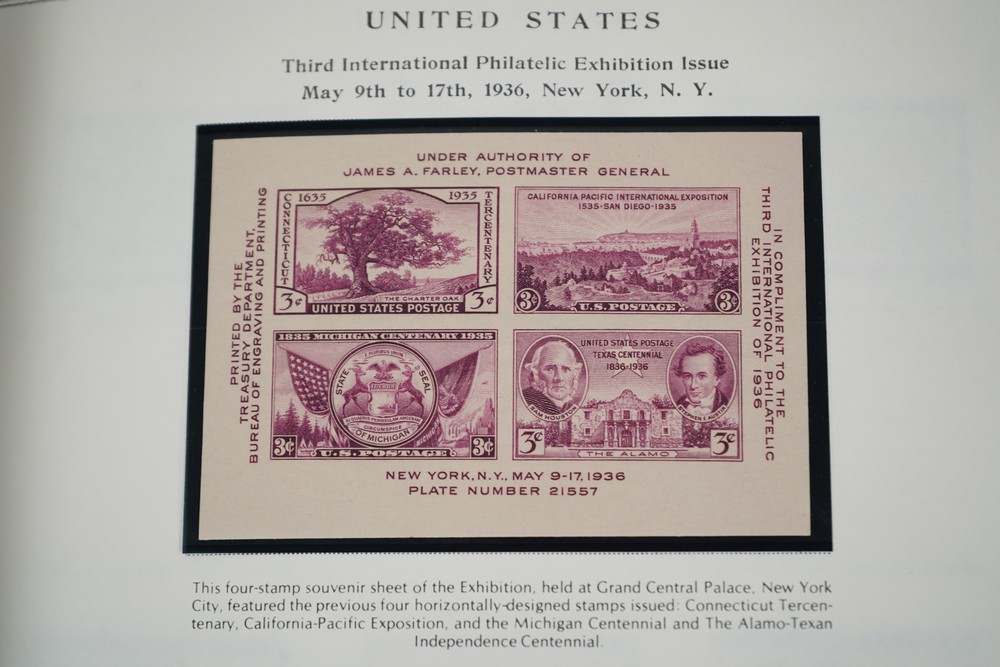 UNITED STATES
Third International Philatelic Exhibition Issue
May 9th to 17th, 1936, New York, N. Y.
UNDER AUTHORITY OF
JAMES A. FARLEY, POSTMASTER GENERAL
PRINTED BY THE
TREASURY DEPARTMENT,
BUREAU OF ENGRAVING AND PRINTING
1635 1935
CONNECTICUT
TERCENTENARY
THE CHARTER OAK
3¢ UNITED STATES POSTAGE 3¢
CALIFORNIA PACIFIC INTERNATIONAL EXPOSITION
1535-SAN DIEGO-1935
3¢ U.S. POSTAGE 3¢
1835 MICHIGAN CENTENARY 1935
E PLURIBUS UNUM
STATE SEAL
TUEBOR
CIRCUMSPICE
OF MICHIGAN
3¢ U.S. POSTAGE 3¢
UNITED STATES POSTAGE
TEXAS CENTENNIAL
1836-1936
SAM HOUSTON
STEPHEN F. AUSTIN
3¢ THE ALAMO 3¢
IN COMPLIMENT TO THE
THIRD INTERNATIONAL PHILATELIC
EXHIBITION OF 1936
NEW YORK, N.Y., MAY 9-17, 1936
PLATE NUMBER 21557
This four-stamp souvenir sheet of the Exhibition, held at Grand Central Palace, New York
City, featured the previous four horizontally-designed stamps issued: Connecticut Tercen-
tenary, California-Pacific Exposition, and the Michigan Centennial and The Alamo-Texan
Independence Centennial.